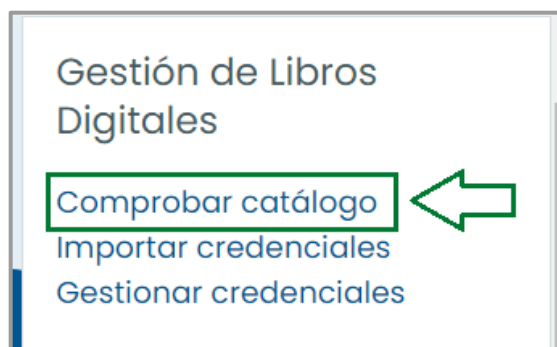 Gestión de Libros
Digitales
Comprobar catálogo
Importar credenciales
Gestionar credenciales